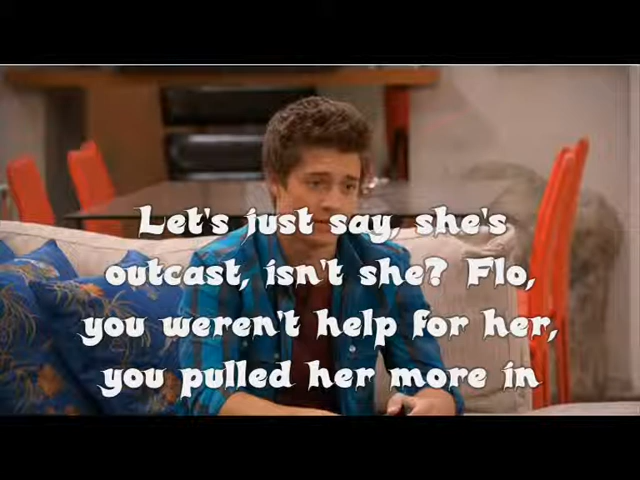 Let's just say, she's
outcast, isn't she? Flo,
you weren't help for her,
you pulled her more in